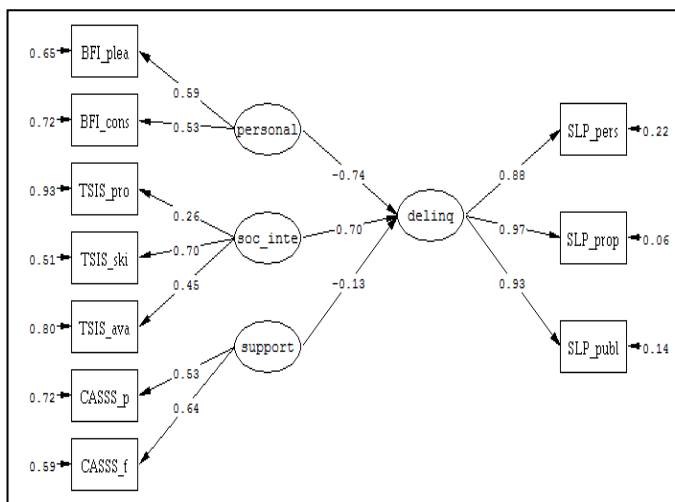 0.65 BFI_plea
0.59
0.72 BFI_cons
0.53
personal
0.93 TSIS_pro
0.26
0.51 TSIS_ski
0.70
soc_inte
0.80 TSIS_ava
0.45
support
0.72 CASSS_p
0.53
0.59 CASSS_f
0.64
-0.74
0.70
-0.13
delinq
0.88
SLP_pers 0.22
0.97
SLP_prop 0.06
0.93
SLP_publ 0.14